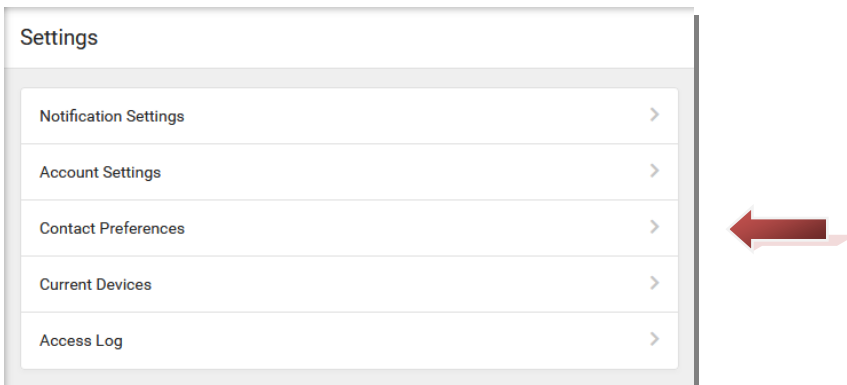 Settings
Notification Settings
Account Settings
Contact Preferences
Current Devices
Access Log